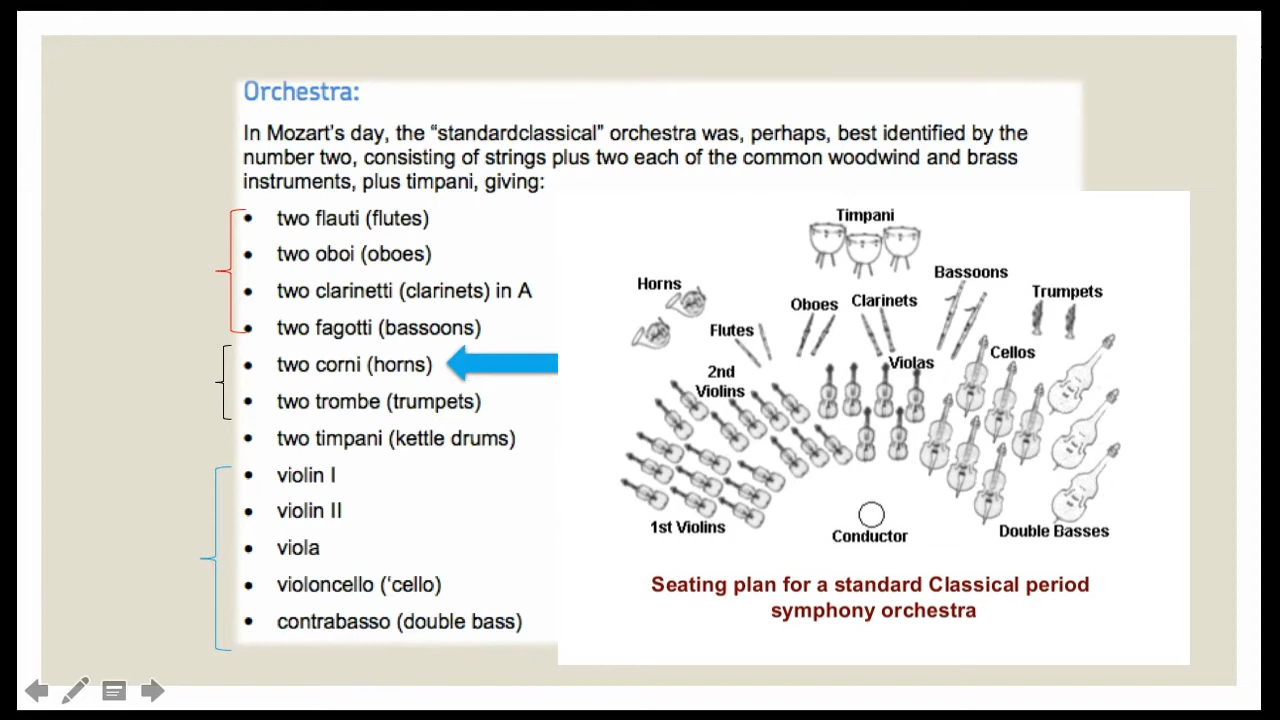 Orchestra:
In Mozart's day, the "standardclassical" orchestra was, perhaps, best identified by the
number two, consisting of strings plus two each of the common woodwind and brass
instruments, plus timpani, giving:
• two flauti (flutes)
• two oboi (oboes)
• two clarinetti (clarinets) in A
• two fagotti (bassoons)
• two corni (horns)
• two trombe (trumpets)
• two timpani (kettle drums)
• violin I
• violin II
• viola
• violoncello ('cello)
• contrabasso (double bass)
Timpani
Horns
Flutes
Oboes
Clarinets
Bassoons
Trumpets
2nd
Violins
Violas
Cellos
1st Violins
Conductor
Double Basses
Seating plan for a standard Classical period
symphony orchestra